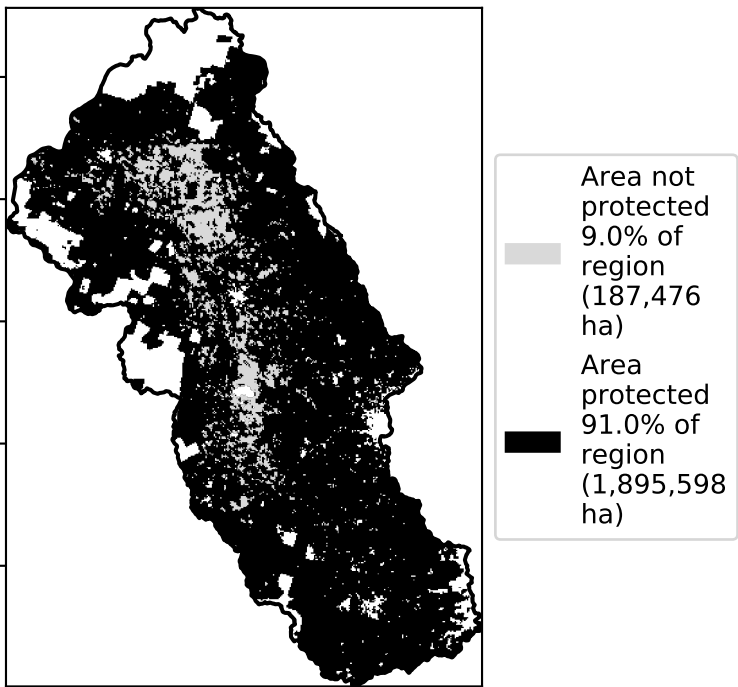 Area not
protected
9.0% of
region
(187,476
ha)
Area
protected
91.0% of
region
(1,895,598
ha)